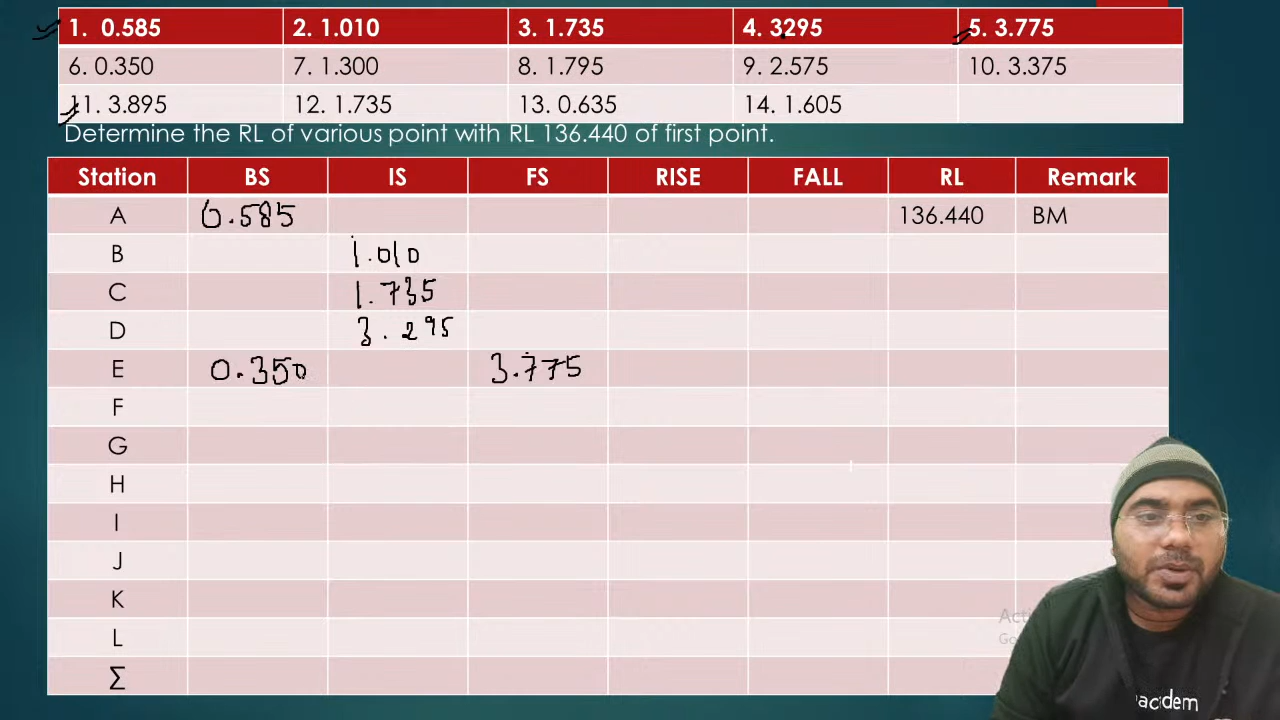 1. 0.585 2. 1.010 3. 1.735 4. 3295 5. 3.775
6. 0.350 7. 1.300 8. 1.795 9. 2.575 10. 3.375
11. 3.895 12. 1.735 13. 0.635 14. 1.605
Determine the RL of various point with RL 136.440 of first point.
Station BS IS FS RISE FALL RL Remark
A 0.585 136.440 BM
B 1.010
C 1.735
D 3.295
E 0.350 3.775
F
G
H
I
J
K
L
Σ